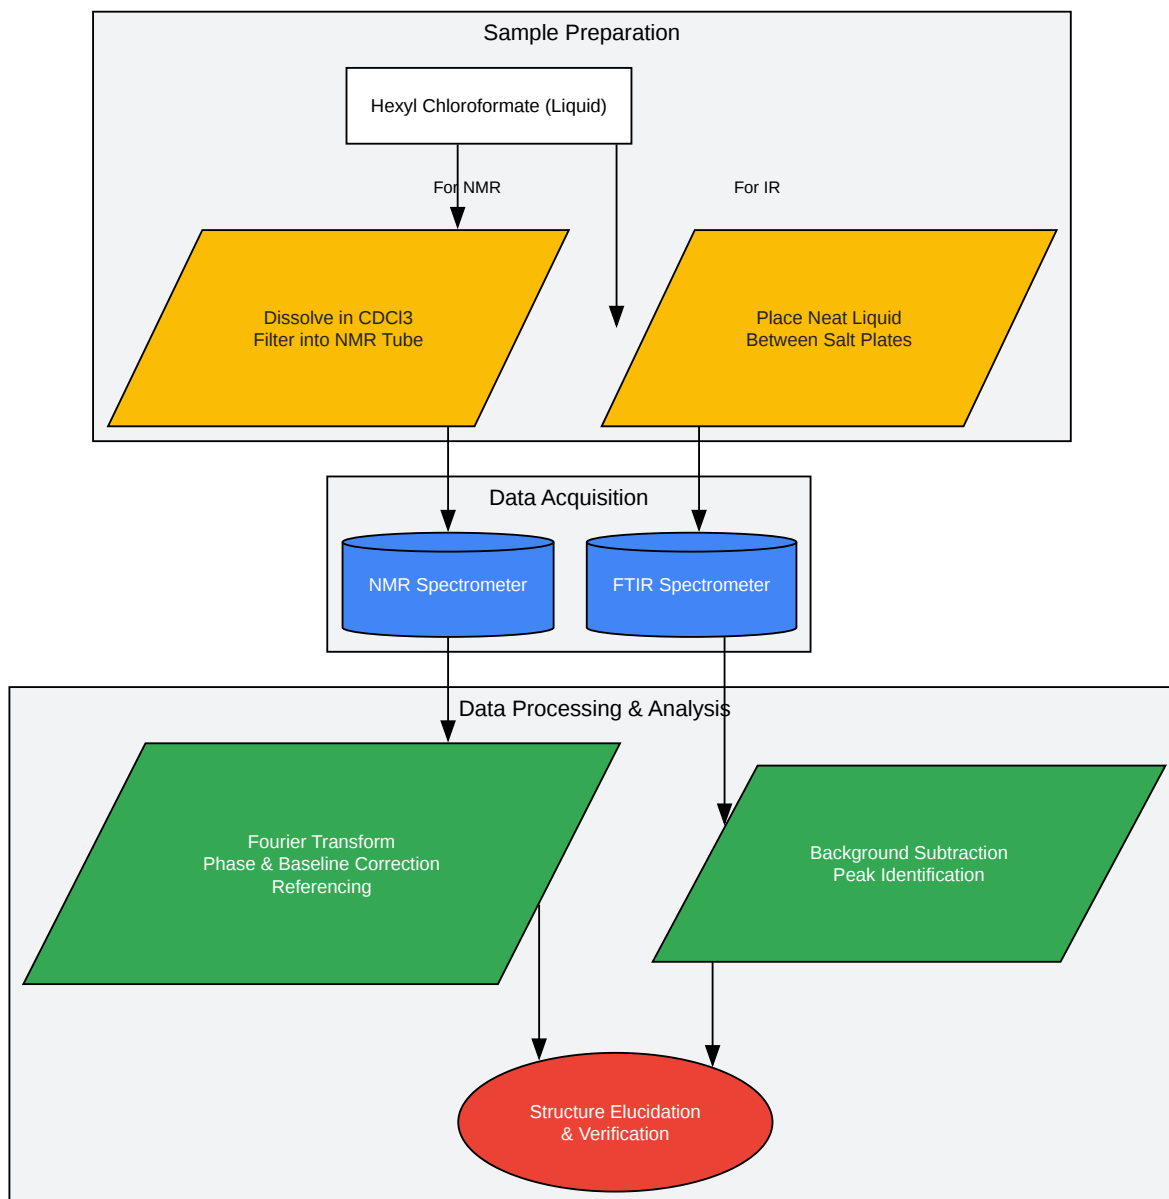 Sample Preparation
Hexyl Chloroformate (Liquid)
For NMR
For IR
Dissolve in CDCl3
Filter into NMR Tube
Place Neat Liquid
Between Salt Plates
Data Acquisition
NMR Spectrometer
FTIR Spectrometer
Data Processing & Analysis
Fourier Transform
Phase & Baseline Correction
Referencing
Background Subtraction
Peak Identification
Structure Elucidation
& Verification